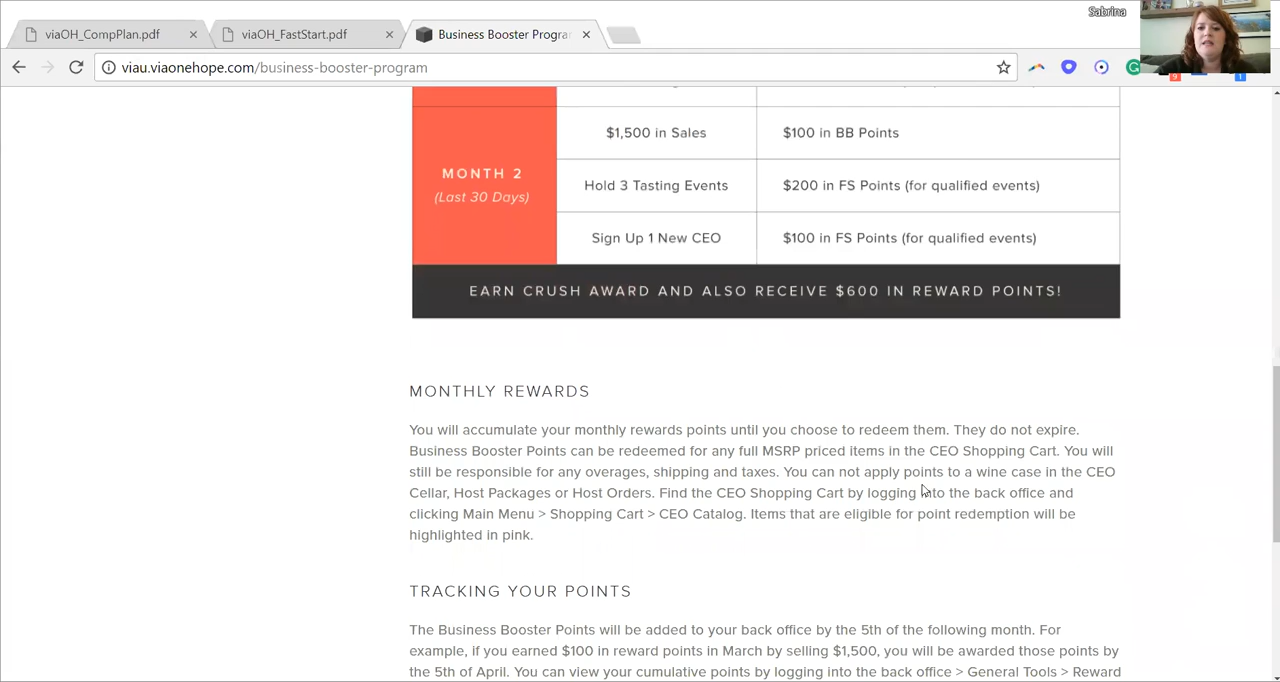 Sabrina
viaOH_CompPlan.pdf
viaOH_FastStart.pdf
Business Booster Progra
viau.viaonehope.com/business-booster-program
$1,500 in Sales
$100 in BB Points
MONTH 2
(Last 30 Days)
Hold 3 Tasting Events
$200 in FS Points (for qualified events)
Sign Up 1 New CEO
$100 in FS Points (for qualified events)
EARN CRUSH AWARD AND ALSO RECEIVE $600 IN REWARD POINTS!
MONTHLY REWARDS
You will accumulate your monthly rewards points until you choose to redeem them. They do not expire.
Business Booster Points can be redeemed for any full MSRP priced items in the CEO Shopping Cart. You will
still be responsible for any overages, shipping and taxes. You can not apply points to a wine case in the CEO
Cellar, Host Packages or Host Orders. Find the CEO Shopping Cart by logging into the back office and
clicking Main Menu > Shopping Cart > CEO Catalog. Items that are eligible for point redemption will be
highlighted in pink.
TRACKING YOUR POINTS
The Business Booster Points will be added to your back office by the 5th of the following month. For
example, if you earned $100 in reward points in March by selling $1,500, you will be awarded those points by
the 5th of April. You can view your cumulative points by logging into the back office > General Tools > Reward